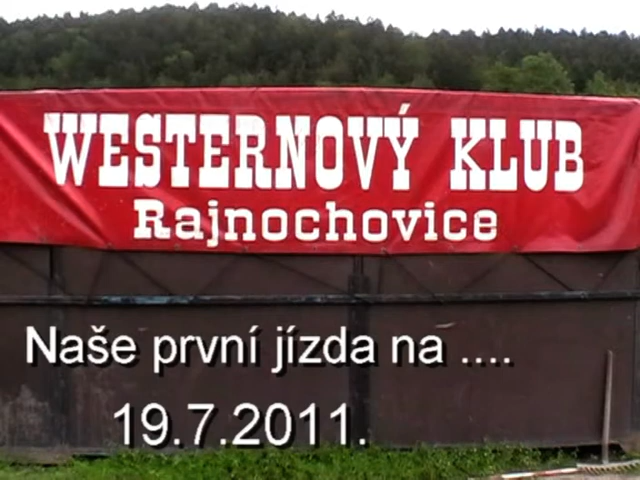 WESTERNOVÝ KLUB
Rajnochovice
Naše první jízda na ....
19.7.2011.